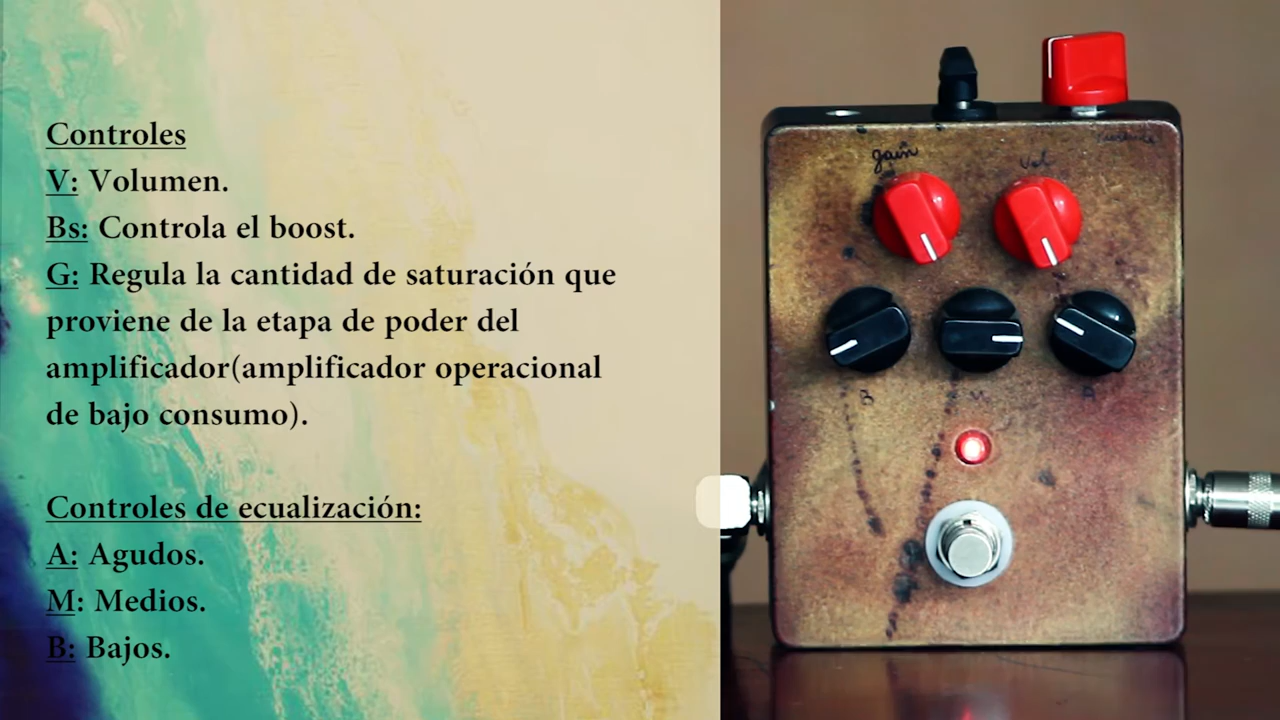 Controles
V: Volumen.
Bs: Controla el boost.
G: Regula la cantidad de saturación que
proviene de la etapa de poder del
amplificador(amplificador operacional
de bajo consumo).
Controles de ecualización:
A: Agudos.
M: Medios.
B: Bajos.
gain
Vol
B
M